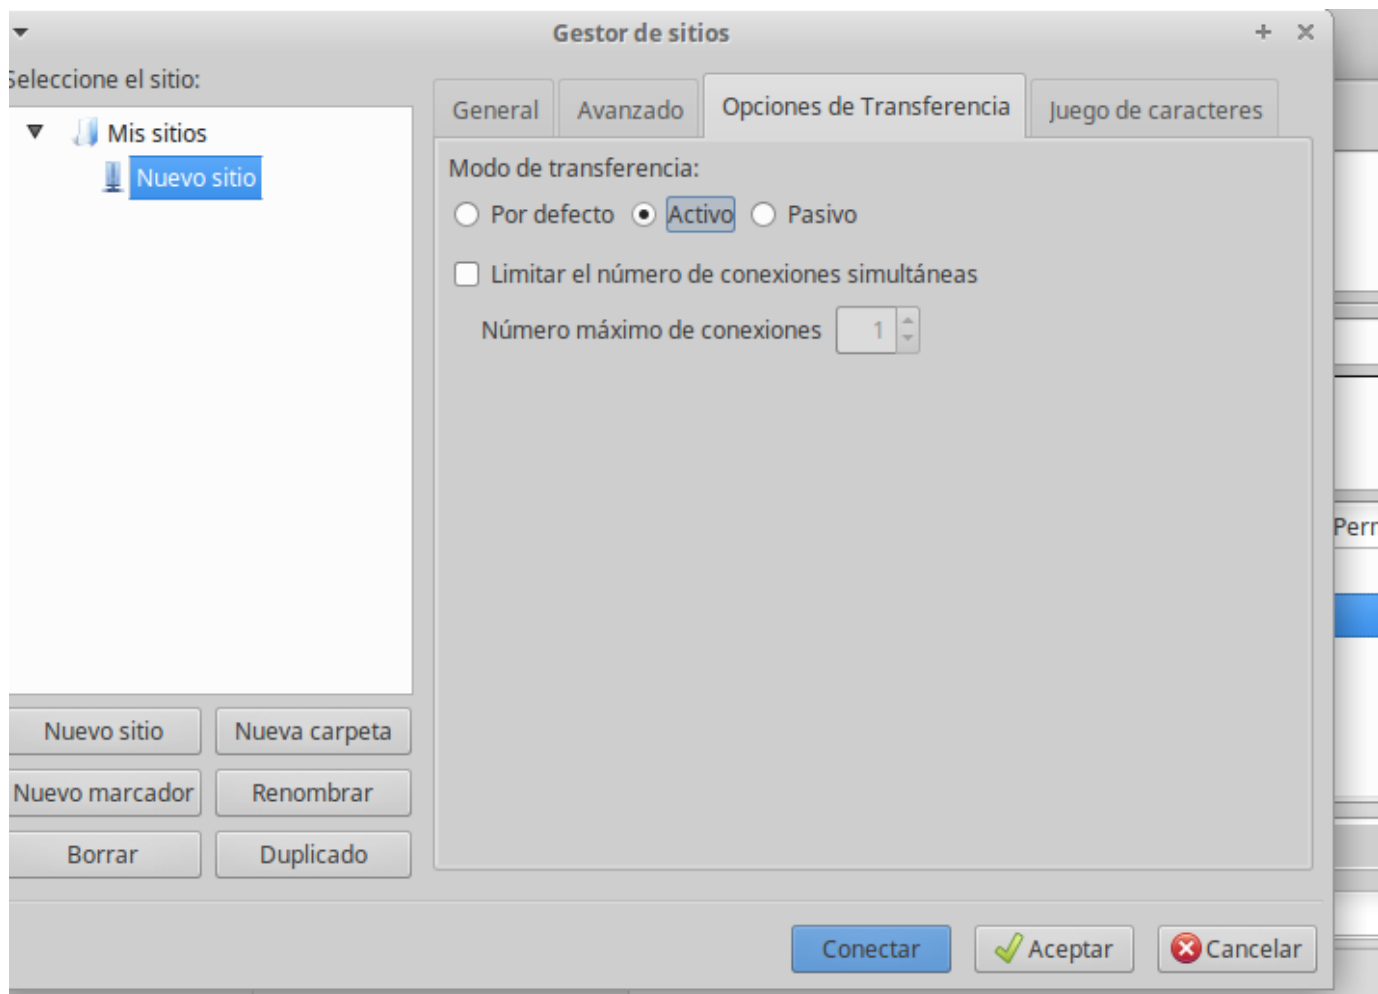 Gestor de sitios
Seleccione el sitio:
Mis sitios
Nuevo sitio
General
Avanzado
Opciones de Transferencia
Juego de caracteres
Modo de transferencia:
Por defecto
Activo
Pasivo
Limitar el número de conexiones simultáneas
Número máximo de conexiones
1
Nuevo sitio
Nueva carpeta
Nuevo marcador
Renombrar
Borrar
Duplicado
Conectar
Aceptar
Cancelar